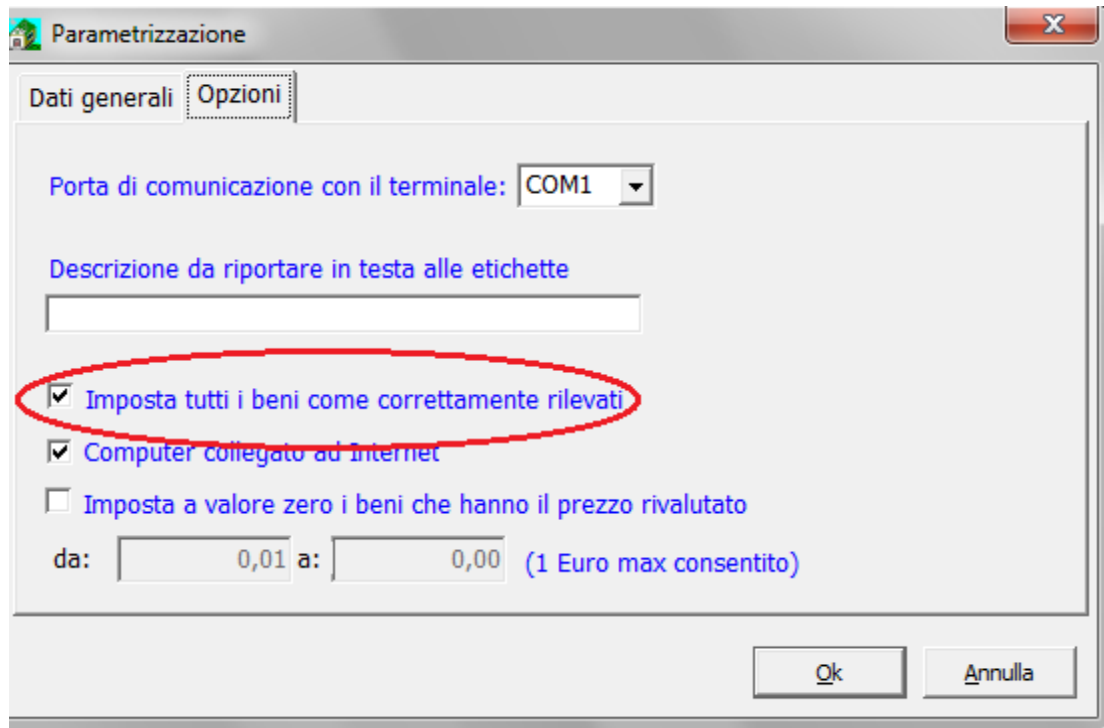 Parametrizzazione
Dati generali Opzioni
Porta di comunicazione con il terminale: COM1
Descrizione da riportare in testa alle etichette
Imposta tutti i beni come correttamente rilevati
Computer collegato ad Internet
Imposta a valore zero i beni che hanno il prezzo rivalutato
da: 0,01 a: 0,00 (1 Euro max consentito)
Ok Annulla